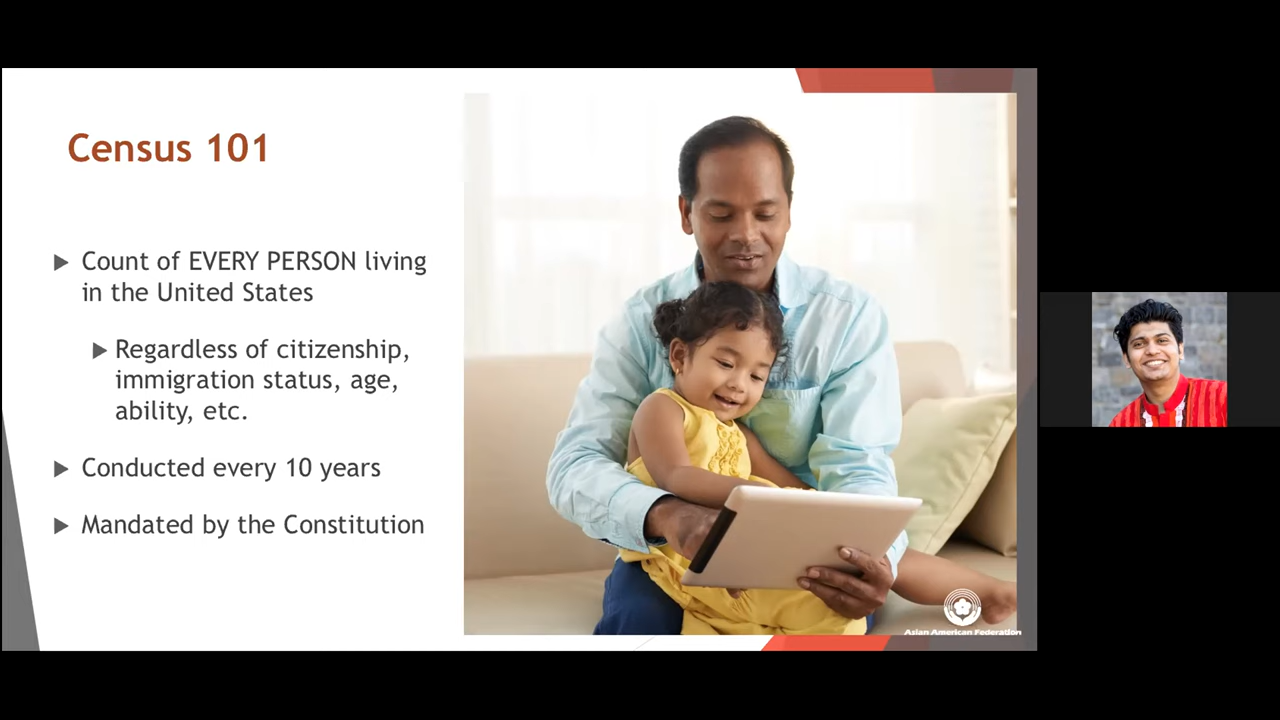 Census 101
Count of EVERY PERSON living
in the United States
Regardless of citizenship,
immigration status, age,
ability, etc.
Conducted every 10 years
Mandated by the Constitution
Asian American Federation